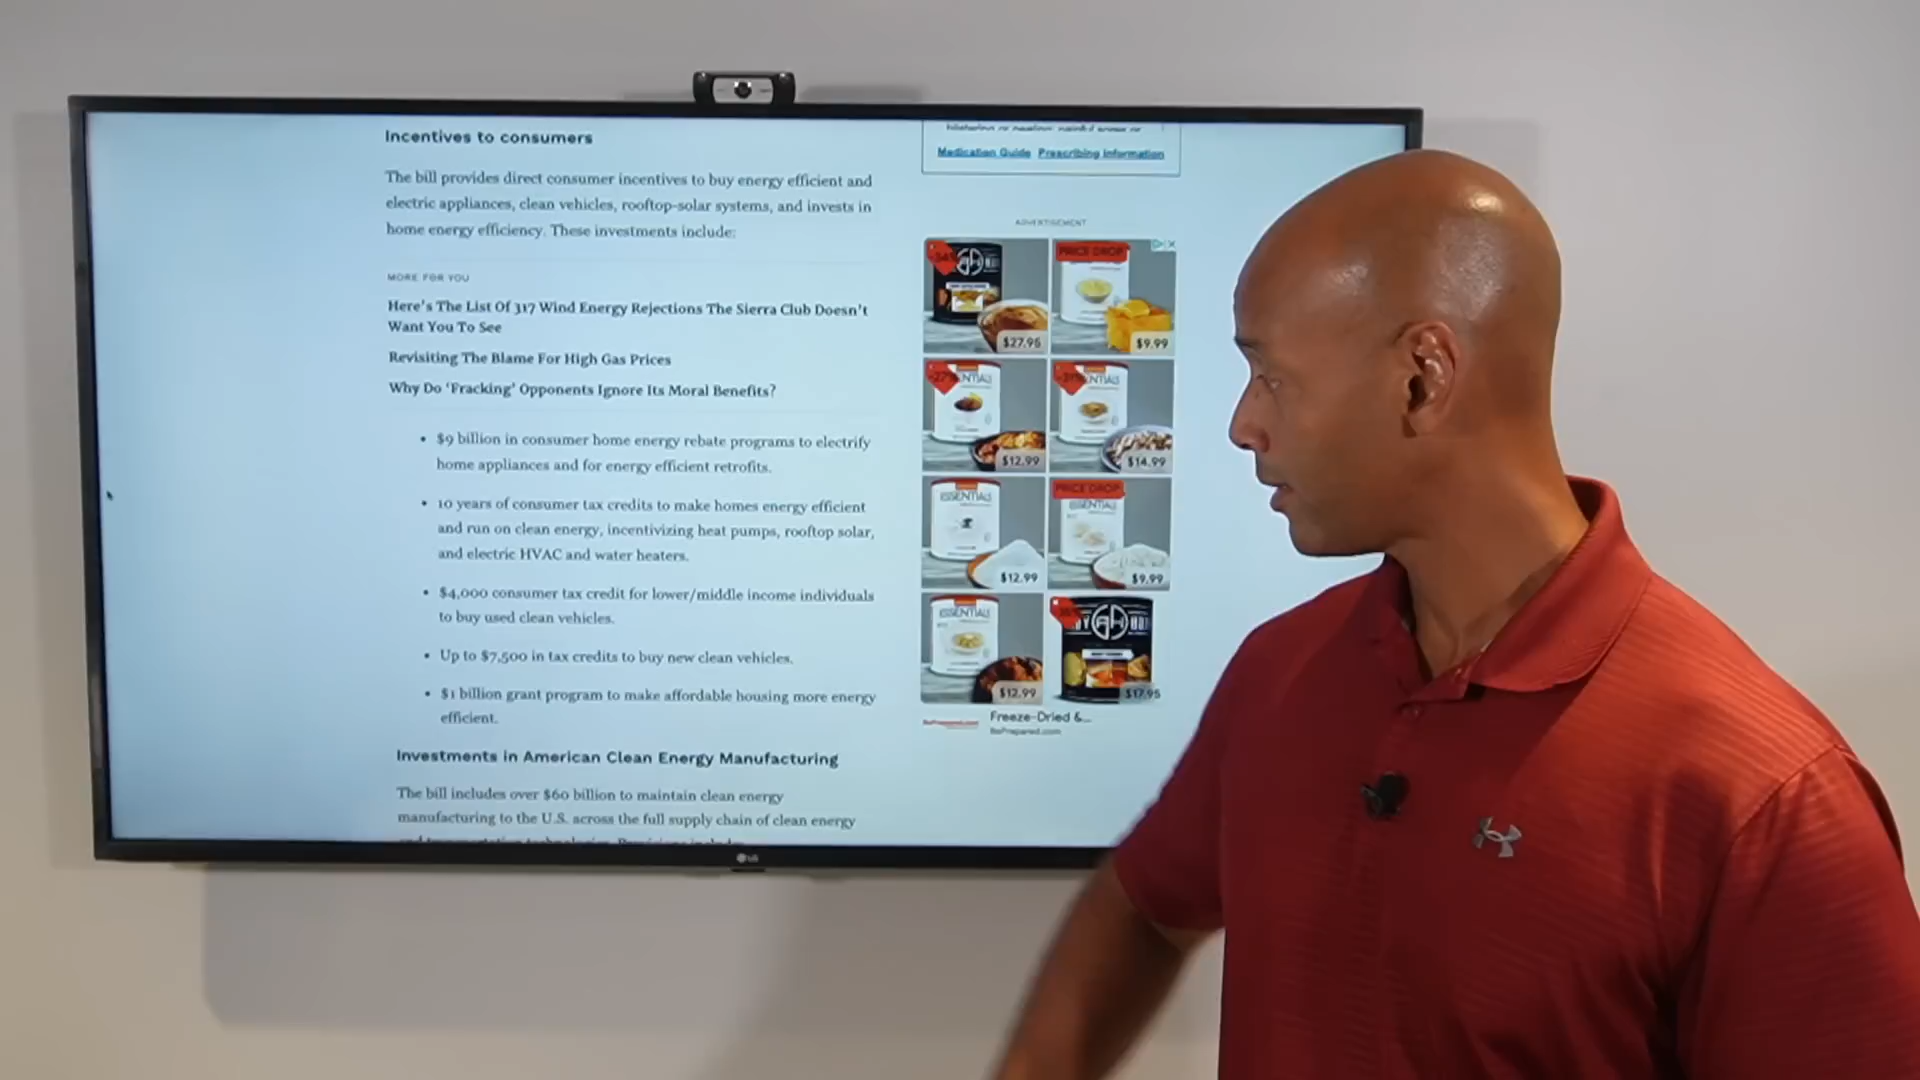 Incentives to consumers
The bill provides direct consumer incentives to buy energy efficient and
electric appliances, clean vehicles, rooftop-solar systems, and invests in
home energy efficiency. These investments include:
MORE FOR YOU
Here's The List Of 317 Wind Energy Rejections The Sierra Club Doesn't
Want You To See
Revisiting The Blame For High Gas Prices
Why Do 'Fracking' Opponents Ignore Its Moral Benefits?
• $9 billion in consumer home energy rebate programs to electrify
home appliances and for energy efficient retrofits.
• 10 years of consumer tax credits to make homes energy efficient
and run on clean energy, incentivizing heat pumps, rooftop solar,
and electric HVAC and water heaters.
• $4,000 consumer tax credit for lower/middle income individuals
to buy used clean vehicles.
• Up to $7,500 in tax credits to buy new clean vehicles.
• $1 billion grant program to make affordable housing more energy
efficient.
Investments in American Clean Energy Manufacturing
The bill includes over $60 billion to maintain clean energy
manufacturing to the U.S. across the full supply chain of clean energy
Medication Guide Prescribing Information
ADVERTISEMENT
$27.95
PRICE DROP
$9.99
$12.99
$14.99
ESSENTIALS
$12.99
PRICE DROP
ESSENTIALS
$9.99
ESSENTIALS
$12.99
$17.95
Freeze-Dried &...
BePrepared.com
LG